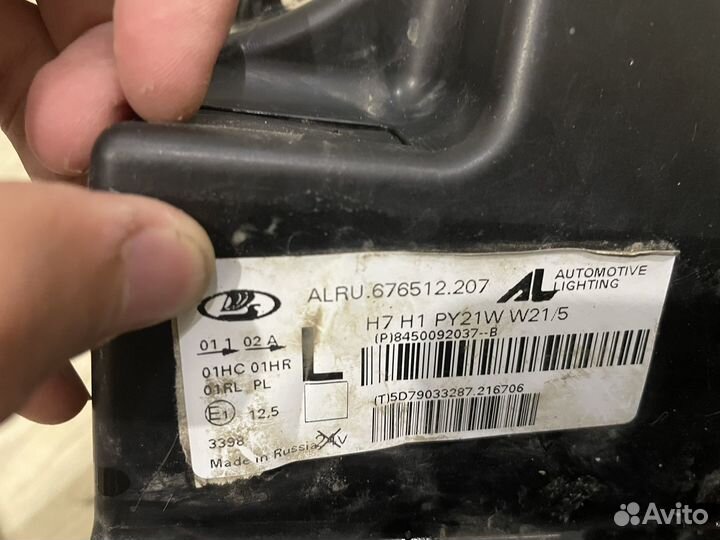 ALRU.676512.207 AL AUTOMOTIVE LIGHTING
H7 H1 PY21W W21/5
(P)8450092037--B
01 1 02 A
L
01HC 01HR
01RL PL
(T)5D79033287.216706
E1 12,5
3398
Made in Russia 24V
Avito